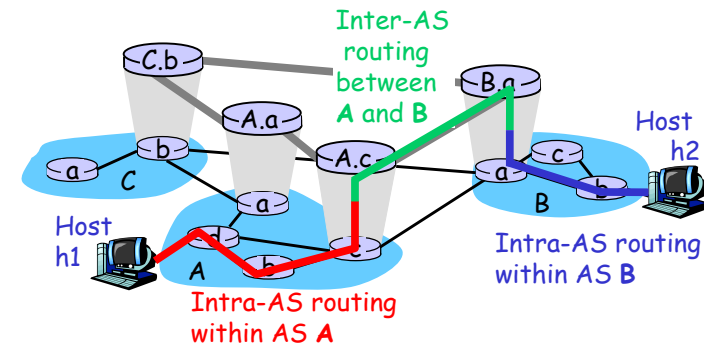 Inter-AS
routing
between
A and B
C.b
B.a
A.a
A.c
Host
h2
a
b
C
a
c
b
B
a
Host
h1
d
b
c
A
Intra-AS routing
within AS B
Intra-AS routing
within AS A